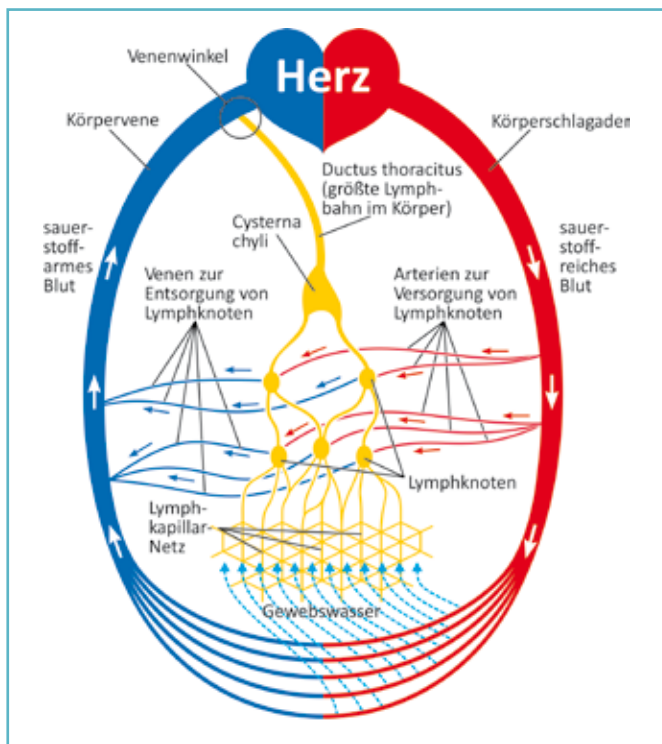 Venenwinkel
Herz
Körpervene
Körperschlagader
Ductus thoracitus
(größte Lymph-
bahn im Körper)
Cysterna
chyli
sauer-
stoff-
armes
Blut
sauer-
stoff-
reiches
Blut
Venen zur
Entsorgung von
Lymphknoten
Arterien zur
Versorgung von
Lymphknoten
Lymphknoten
Lymph-
kapillar-
Netz
Gewebswasser